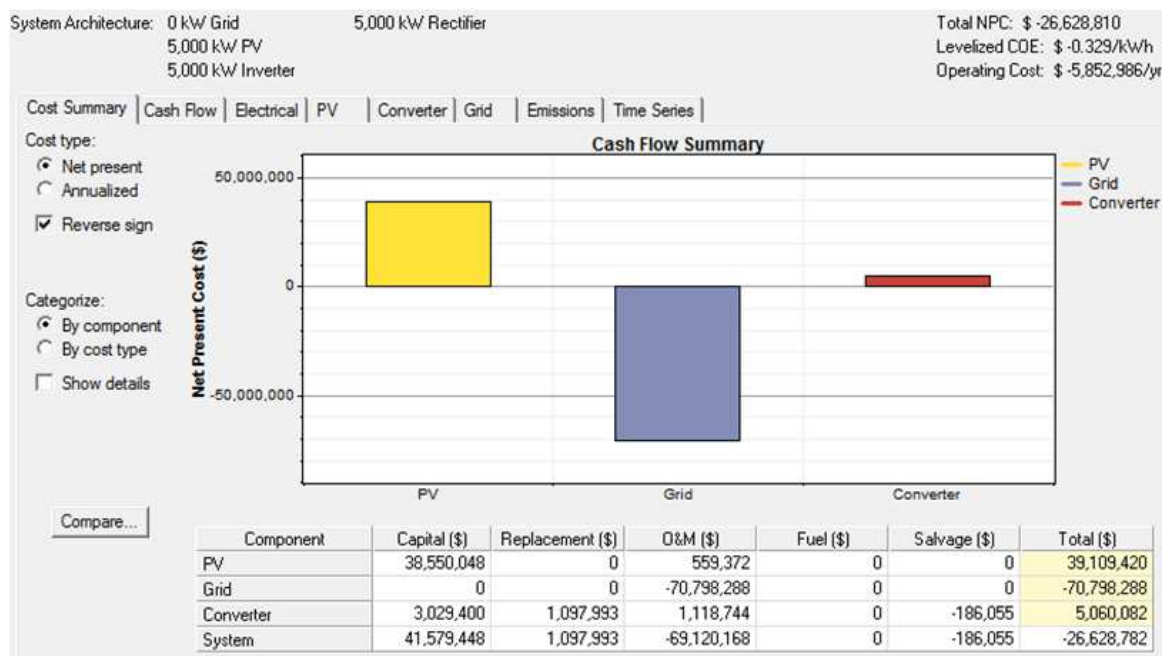 System Architecture: 0 kW Grid 5,000 kW Rectifier Total NPC: $ -26,628,810
5,000 kW PV Levelized COE: $ -0.329/kWh
5,000 kW Inverter Operating Cost: $ -5,852,986/yr
Cost Summary Cash Flow Electrical PV Converter Grid Emissions Time Series
Cost type:
Net present
Annualized
Reverse sign
Categorize:
By component
By cost type
Show details
Compare...
Cash Flow Summary
Net Present Cost ($)
50,000,000
0
-50,000,000
PV Grid Converter
PV
Grid
Converter
Component Capital ($) Replacement ($) O&M ($) Fuel ($) Salvage ($) Total ($)
PV 38,550,048 0 559,372 0 0 39,109,420
Grid 0 0 -70,798,288 0 0 -70,798,288
Converter 3,029,400 1,097,993 1,118,744 0 -186,055 5,060,082
System 41,579,448 1,097,993 -69,120,168 0 -186,055 -26,628,782